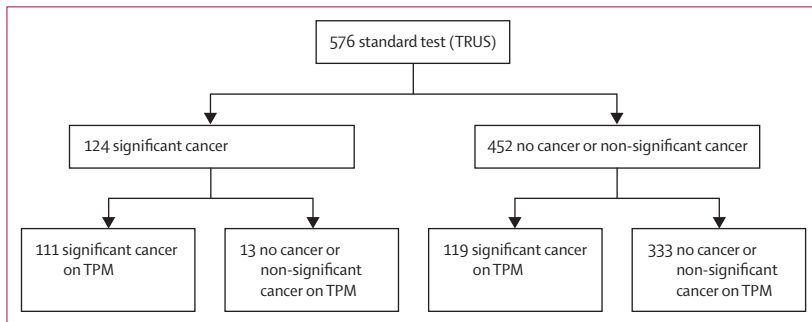 576 standard test (TRUS)
124 significant cancer
452 no cancer or non-significant cancer
111 significant cancer
on TPM
13 no cancer or
non-significant
cancer on TPM
119 significant cancer
on TPM
333 no cancer or
non-significant
cancer on TPM